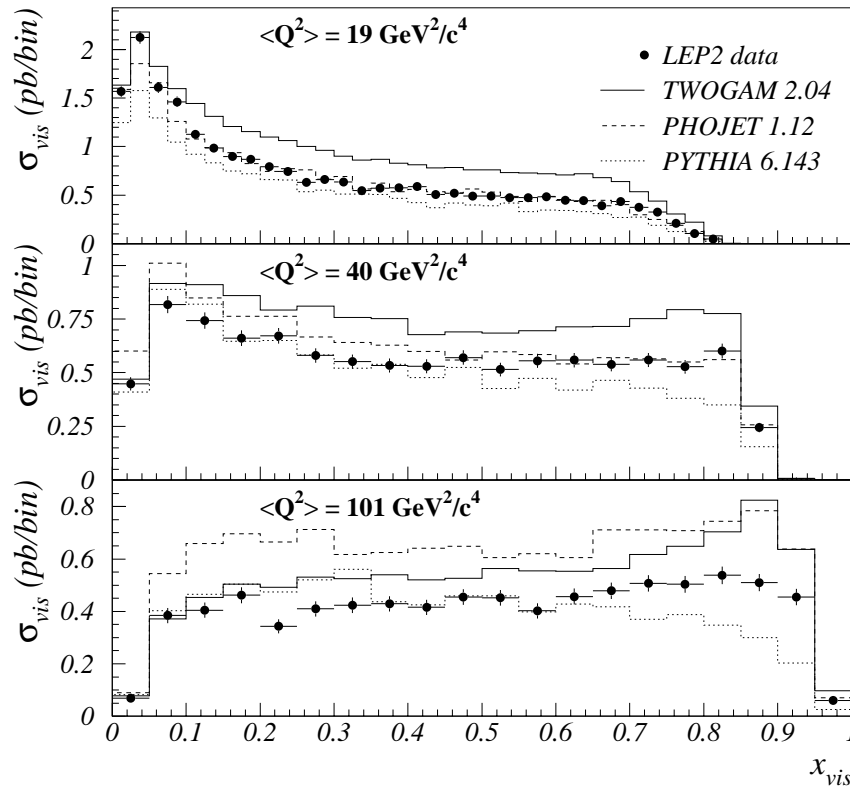 <Q²> = 19 GeV²/c⁴
LEP2 data
TWOGAM 2.04
PHOJET 1.12
PYTHIA 6.143
σvis (pb/bin)
2
1.5
1
0.5
0
<Q²> = 40 GeV²/c⁴
σvis (pb/bin)
1
0.75
0.5
0.25
0
<Q²> = 101 GeV²/c⁴
σvis (pb/bin)
0.8
0.6
0.4
0.2
0
0 0.1 0.2 0.3 0.4 0.5 0.6 0.7 0.8 0.9 1
xvis